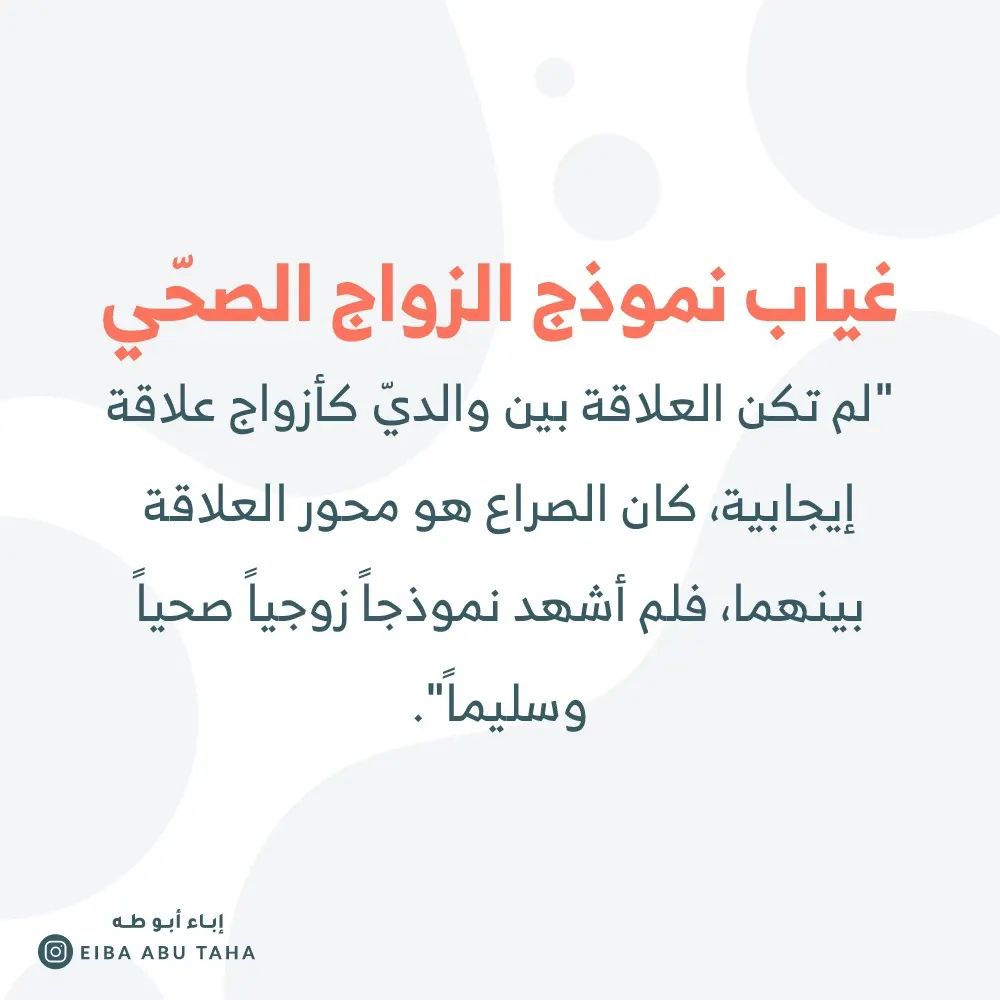 غياب نموذج الزواج الصحّي
"لم تكن العلاقة بين والديّ كأزواج علاقة
إيجابية، كان الصراع هو محور العلاقة
بينهما، فلم أشهد نموذجاً زوجياً صحياً
وسليماً".
إباء أبو طه
EIBA ABU TAHA